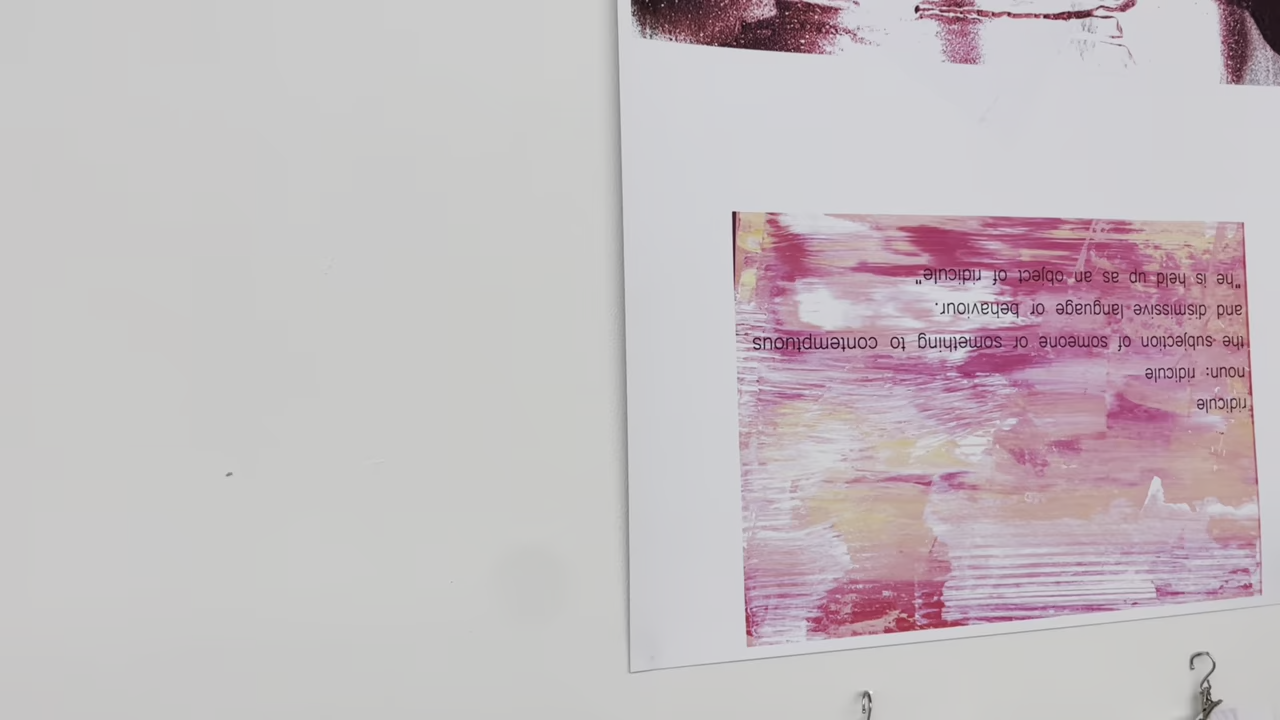 ridicule
noun: ridicule
the subjection of someone or something to contemptuous
and dismissive language or behaviour.
"he is held up as an object of ridicule"